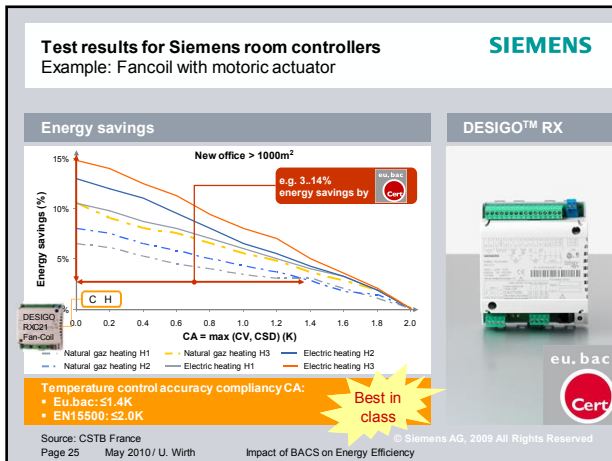 Test results for Siemens room controllers
Example: Fancoil with motoric actuator
SIEMENS
Energy savings
DESIGO™ RX
New office > 1000m²
15%
10%
5%
%
Energy savings (%)
e.g. 3..14%
energy savings by
eu.bac
Cert
C H
DESIGO
RXC21
Fan-Coil
0.0 0.2 0.4 0.6 0.8 1.0 1.2 1.4 1.6 1.8 2.0
CA = max (CV, CSD) (K)
Natural gaz heating H1 Natural gaz heating H3 Electric heating H2
Natural gaz heating H2 Electric heating H1 Electric heating H3
Temperature control accuracy compliancy CA:
Eu.bac: ≤1.4K
EN15500: ≤2.0K
Best in
class
eu.bac
Cert
Source: CSTB France
© Siemens AG, 2009 All Rights Reserved
Page 25 May 2010 / U. Wirth Impact of BACS on Energy Efficiency